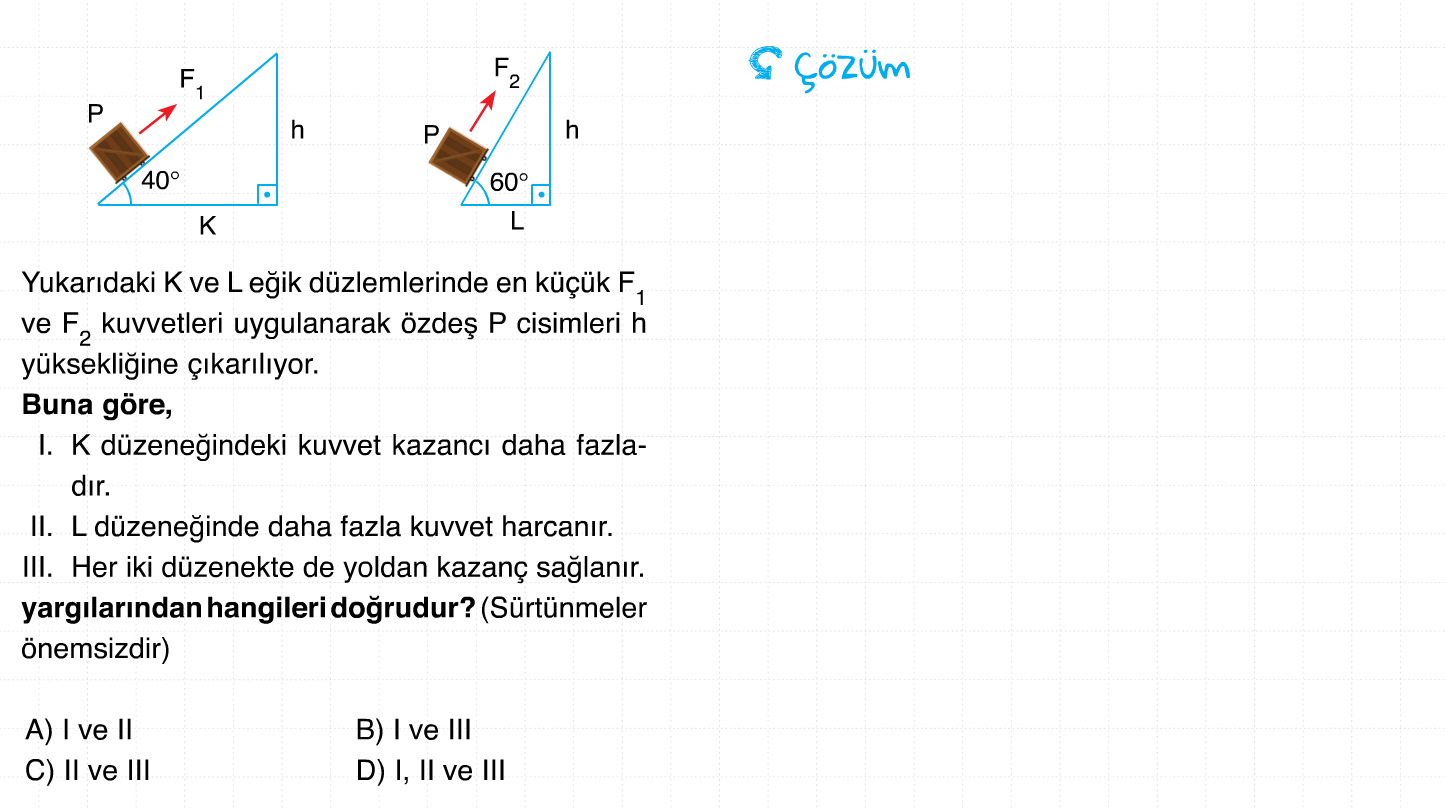 Çözüm
P F₁ h 40° K
P F₂ h 60° L
Yukarıdaki K ve L eğik düzlemlerinde en küçük F₁
ve F₂ kuvvetleri uygulanarak özdeş P cisimleri h
yüksekliğine çıkarılıyor.
Buna göre,
I. K düzeneğindeki kuvvet kazancı daha fazla-
dır.
II. L düzeneğinde daha fazla kuvvet harcanır.
III. Her iki düzenekte de yoldan kazanç sağlanır.
yargılarından hangileri doğrudur? (Sürtünmeler
önemsizdir)
A) I ve II B) I ve III
C) II ve III D) I, II ve III